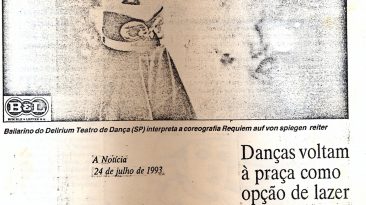 B&L
Bailarino do Delirium Teatro de Dança (SP) interpreta a coreografia Requiem auf von spiegen reiter
A Notícia
24 de julho de 1993
Danças voltam
à praça como
opção de lazer